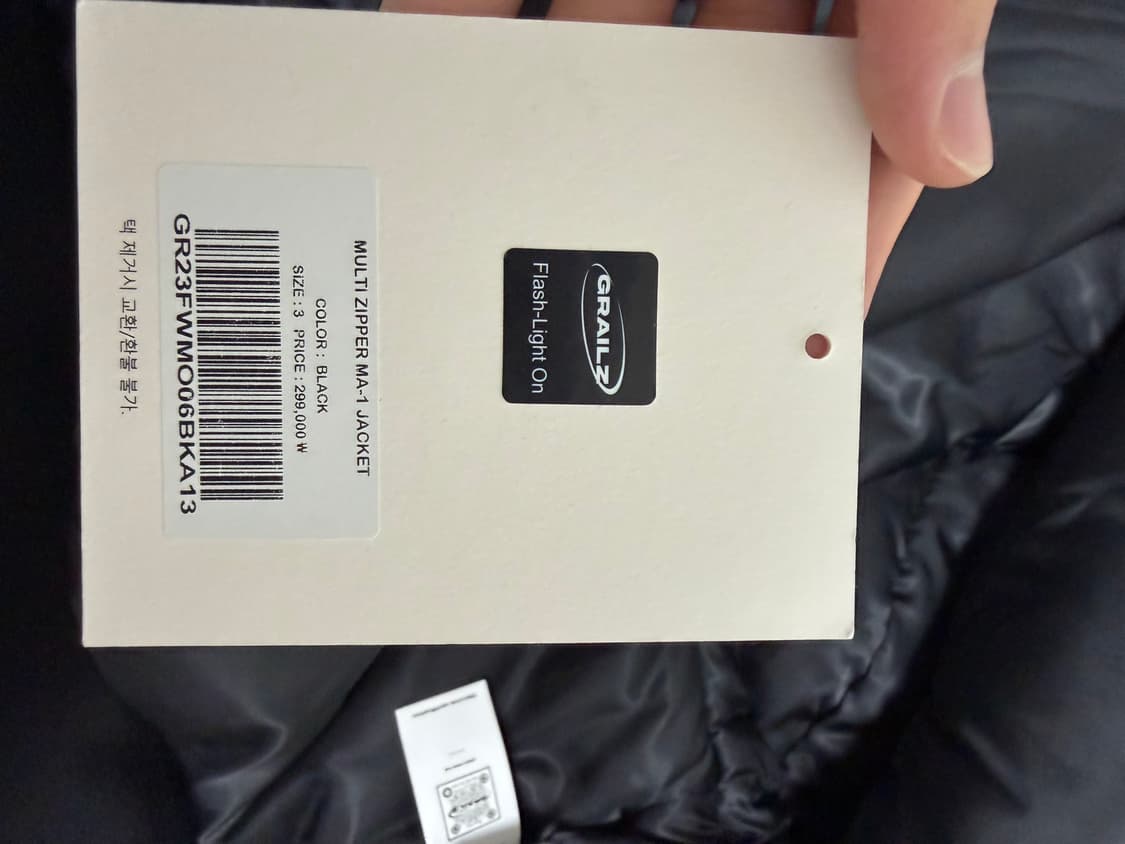 GRAILZ
Flash-Light On
MULTI ZIPPER MA-1 JACKET
COLOR : BLACK
SIZE : 3 PRICE : 299,000 ₩
GR23FWMO06BKA13
택 제거시 교환/환불 불가.